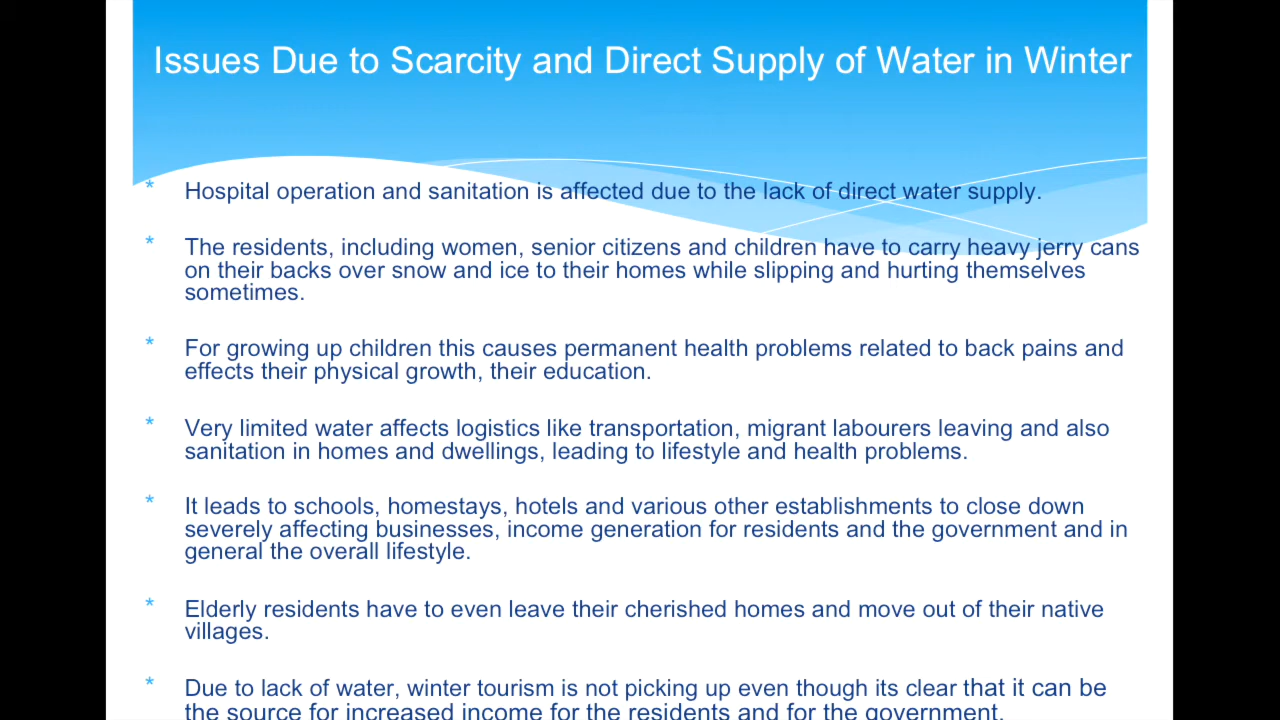 Issues Due to Scarcity and Direct Supply of Water in Winter
* Hospital operation and sanitation is affected due to the lack of direct water supply.
* The residents, including women, senior citizens and children have to carry heavy jerry cans
on their backs over snow and ice to their homes while slipping and hurting themselves
sometimes.
* For growing up children this causes permanent health problems related to back pains and
effects their physical growth, their education.
* Very limited water affects logistics like transportation, migrant labourers leaving and also
sanitation in homes and dwellings, leading to lifestyle and health problems.
* It leads to schools, homestays, hotels and various other establishments to close down
severely affecting businesses, income generation for residents and the government and in
general the overall lifestyle.
* Elderly residents have to even leave their cherished homes and move out of their native
villages.
* Due to lack of water, winter tourism is not picking up even though its clear that it can be
the source for increased income for the residents and for the government.